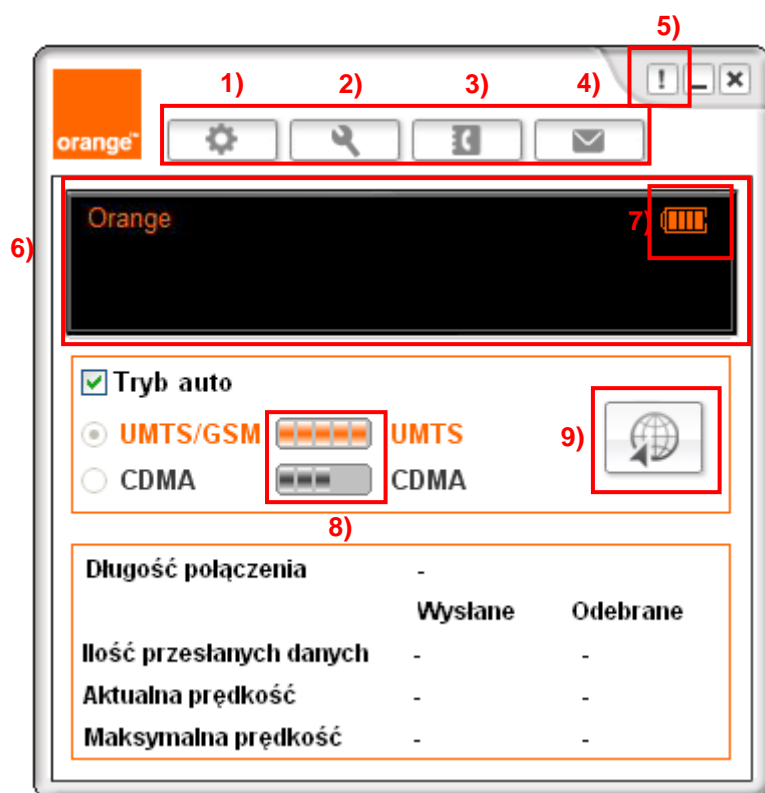 5)
1) 2) 3) 4)
!
orange™
Orange
7)
6)
Tryb auto
UMTS/GSM UMTS
9)
CDMA CDMA
8)
Długość połączenia -
Wysłane Odebrane
Ilość przesłanych danych - -
Aktualna prędkość - -
Maksymalna prędkość - -